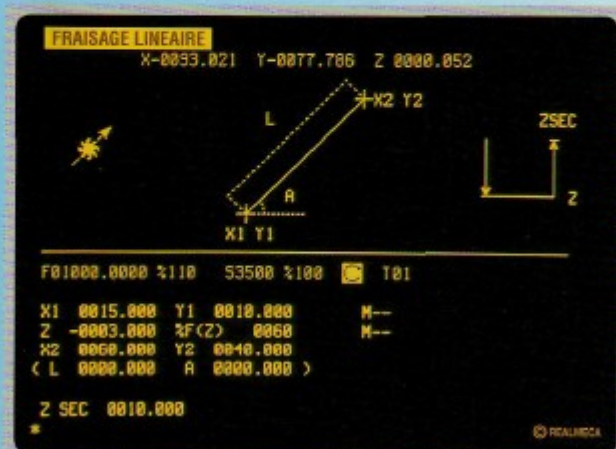 FRAISAGE LINEAIRE
X-0093.021 Y-0077.786 Z 0000.052
X2 Y2
L
ZSEC
A
Z
X1 Y1
F01000.0000 %110 S3500 %100 C T01
X1 0015.000 Y1 0010.000 M--
Z -0003.000 %F(Z) 0060 M--
X2 0060.000 Y2 0040.000
( L 0000.000 A 0000.000 )
Z SEC 0010.000
*
© REALMECA